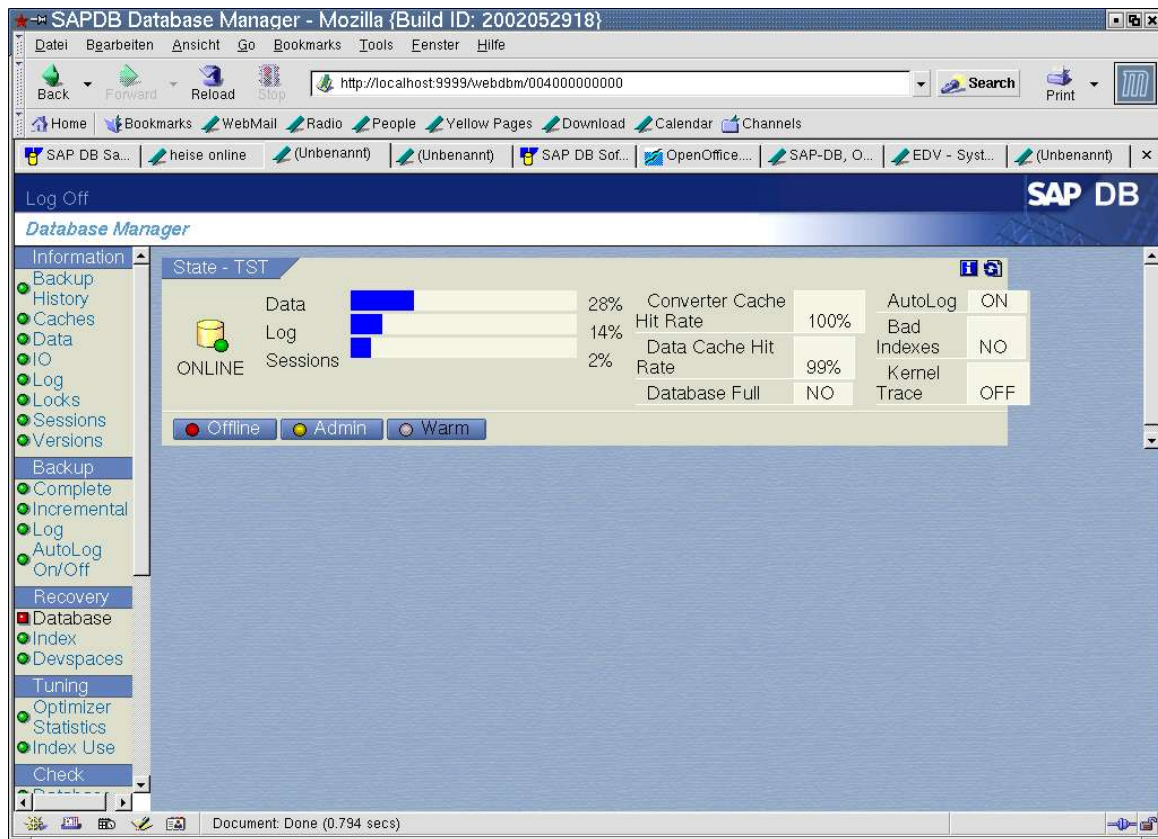 SAPDB Database Manager - Mozilla {Build ID: 2002052918}
Datei Bearbeiten Ansicht Go Bookmarks Tools Fenster Hilfe
Back Forward Reload Stop http://localhost:9999/webdbm/004000000000 Search Print
Home Bookmarks WebMail Radio People Yellow Pages Download Calendar Channels
SAP DB Sa... heise online (Unbenannt) (Unbenannt) SAP DB Sof... OpenOffice.... SAP-DB, O... EDV - Syst... (Unbenannt)
Log Off
SAP DB
Database Manager
Information
Backup
History
Caches
Data
IO
Log
Locks
Sessions
Versions
Backup
Complete
Incremental
Log
AutoLog
On/Off
Recovery
Database
Index
Devspaces
Tuning
Optimizer
Statistics
Index Use
Check
State - TST
ONLINE
Data 28%
Log 14%
Sessions 2%
Converter Cache
Hit Rate 100%
Data Cache Hit
Rate 99%
Database Full NO
AutoLog ON
Bad
Indexes NO
Kernel
Trace OFF
Offline Admin Warm
Document: Done (0.794 secs)